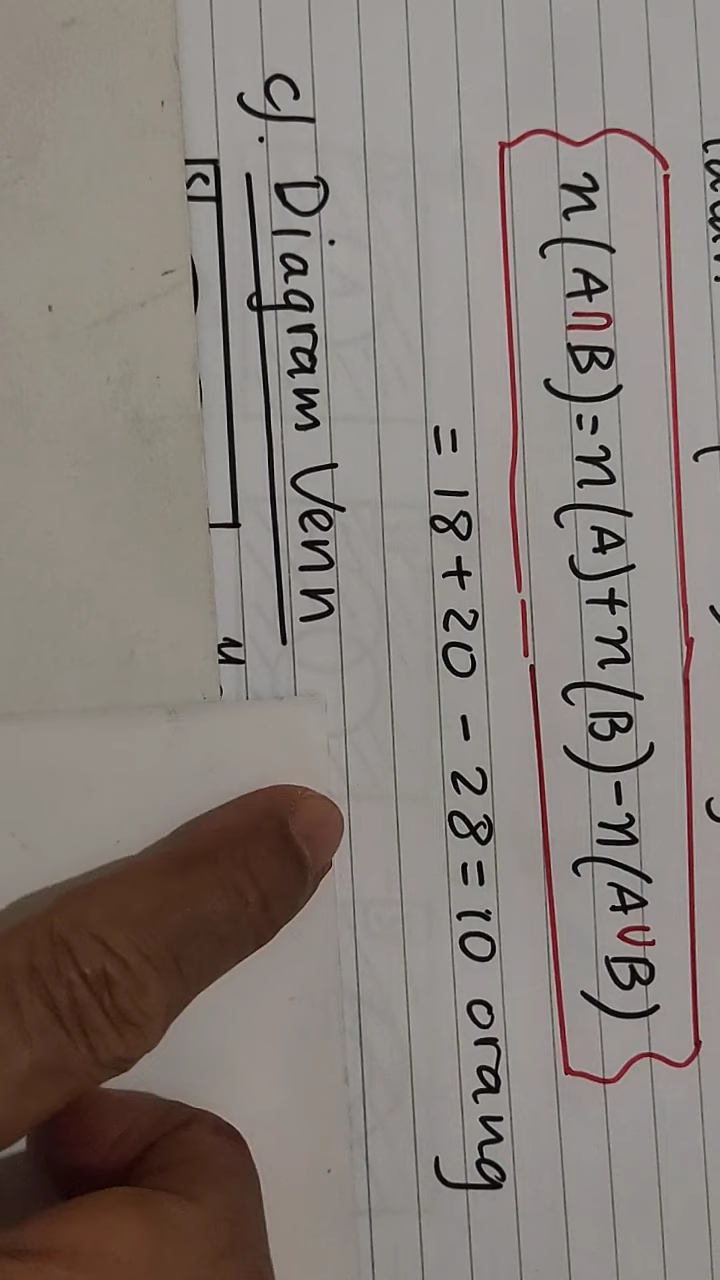 n(A∩B)=n(A)+n(B)-n(A∪B)
= 18 + 20 - 28 = 10 orang
c). Diagram Venn